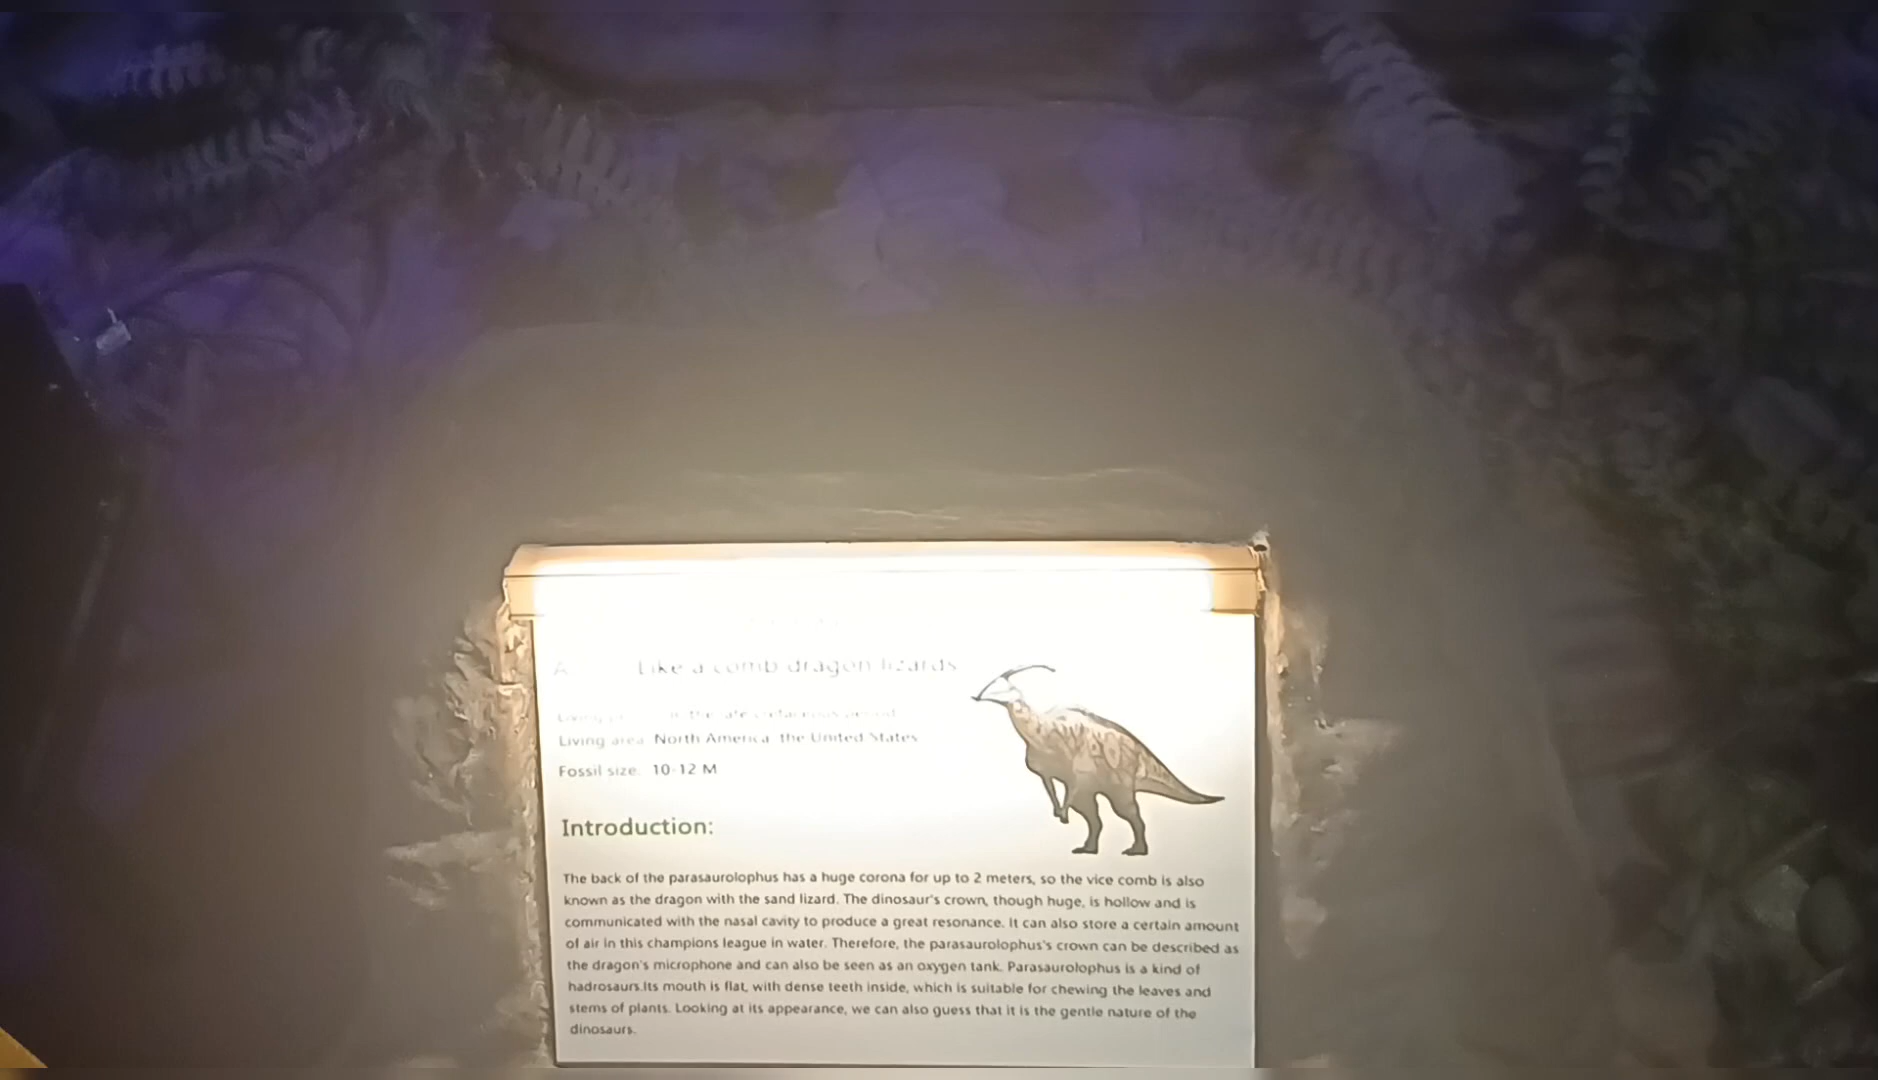 A Like a comb dragon lizards
Living in the late cretaceous period
Living area North America the United States
Fossil size: 10-12 M
Introduction:
The back of the parasaurolophus has a huge corona for up to 2 meters, so the vice comb is also
known as the dragon with the sand lizard. The dinosaur's crown, though huge, is hollow and is
communicated with the nasal cavity to produce a great resonance. It can also store a certain amount
of air in this champions league in water. Therefore, the parasaurolophus's crown can be described as
the dragon's microphone and can also be seen as an oxygen tank. Parasaurolophus is a kind of
hadrosaurs.Its mouth is flat, with dense teeth inside, which is suitable for chewing the leaves and
stems of plants. Looking at its appearance, we can also guess that it is the gentle nature of the
dinosaurs.